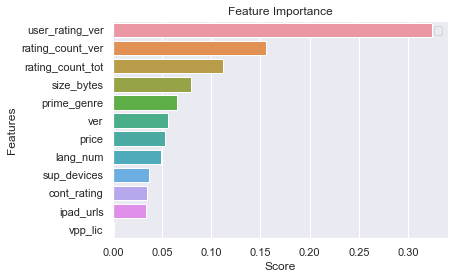 Feature Importance
user_rating_ver
rating_count_ver
rating_count_tot
size_bytes
prime_genre
ver
price
lang_num
sup_devices
cont_rating
ipad_urls
vpp_lic
Features
0.00 0.05 0.10 0.15 0.20 0.25 0.30
Score